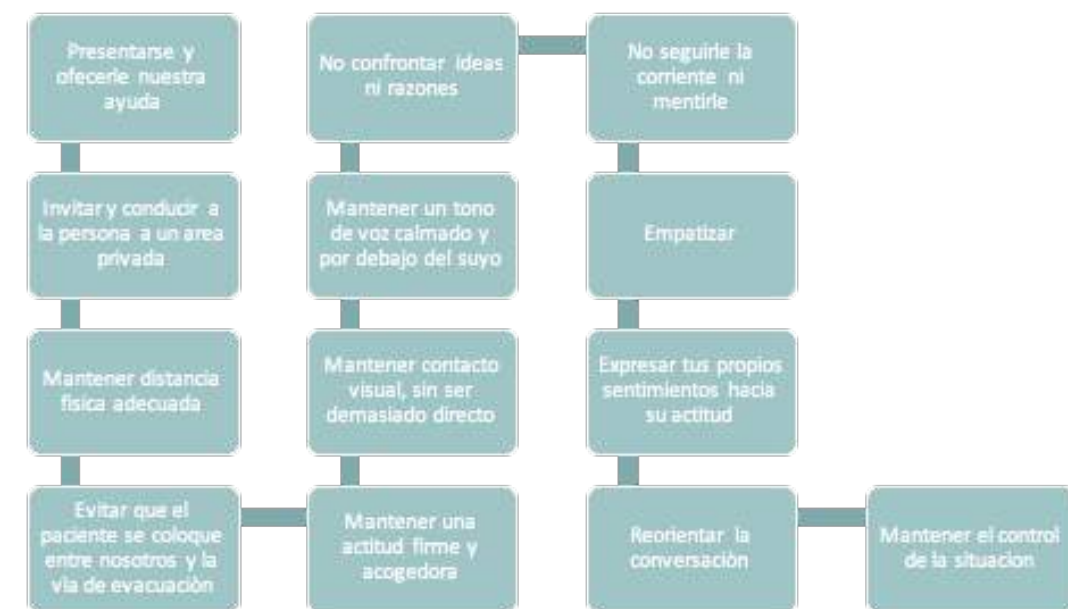 Presentarse y
ofecerle nuestra
ayuda
Invitar y conducir a
la persona a un area
privada
Mantener distancia
fisica adecuada
Evitar que el
paciente se coloque
entre nosotros y la
via de evacuación
Mantener una
actitud firme y
acogedora
Mantener contacto
visual, sin ser
demasiado directo
Mantener un tono
de voz calmado y
por debajo del suyo
No confrontar ideas
ni razones
No seguirle la
corriente ni
mentirle
Empatizar
Expresar tus propios
sentimientos hacia
su actitud
Reorientar la
conversación
Mantener el control
de la situacion